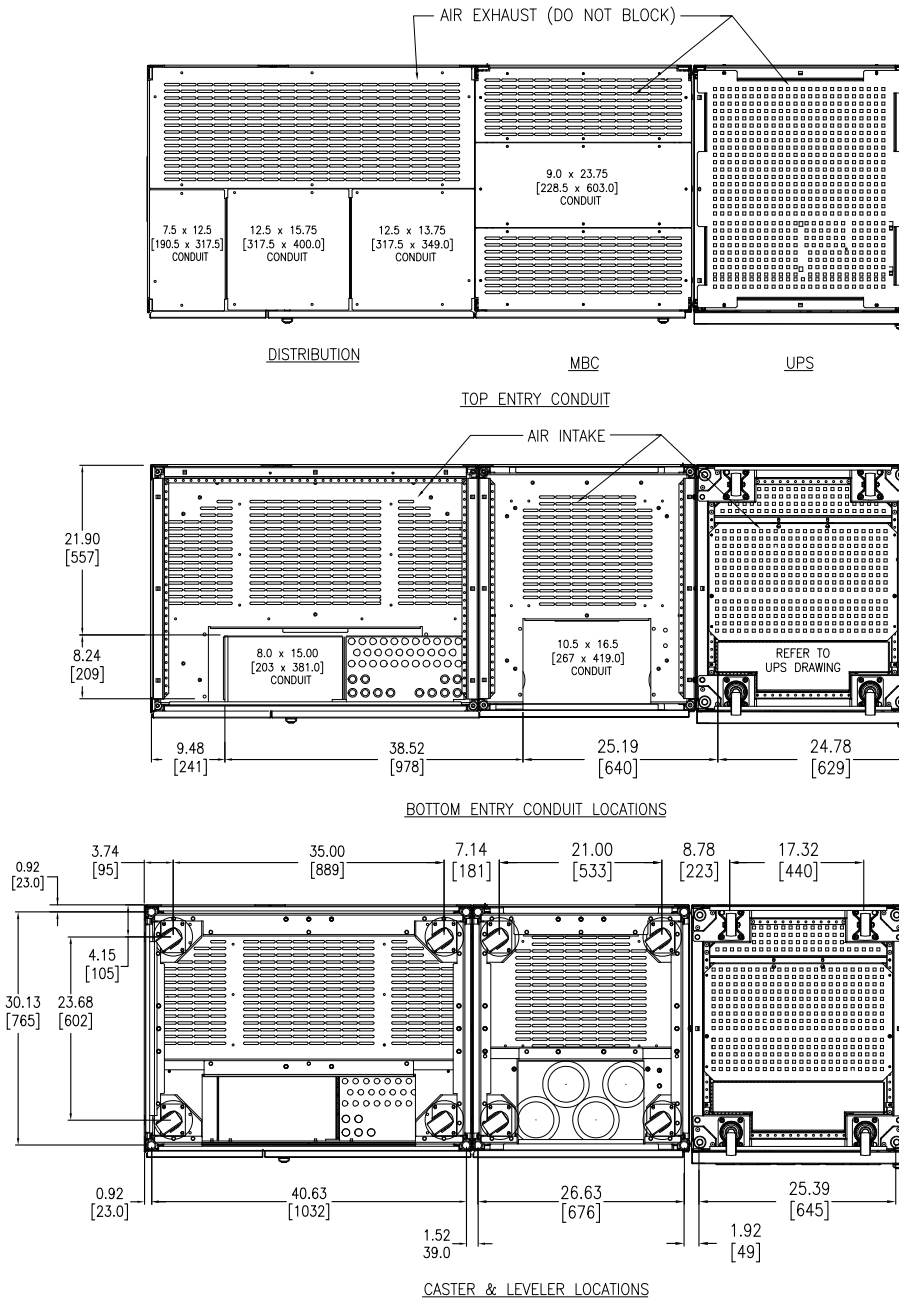 AIR EXHAUST (DO NOT BLOCK)
7.5 x 12.5
[190.5 x 317.5]
CONDUIT
12.5 x 15.75
[317.5 x 400.0]
CONDUIT
12.5 x 13.75
[317.5 x 349.0]
CONDUIT
9.0 x 23.75
[228.5 x 603.0]
CONDUIT
DISTRIBUTION
MBC
UPS
TOP ENTRY CONDUIT
AIR INTAKE
21.90
[557]
8.24
[209]
8.0 x 15.00
[203 x 381.0]
CONDUIT
10.5 x 16.5
[267 x 419.0]
CONDUIT
REFER TO
UPS DRAWING
9.48
[241]
38.52
[978]
25.19
[640]
24.78
[629]
BOTTOM ENTRY CONDUIT LOCATIONS
0.92
[23.0]
3.74
[95]
35.00
[889]
7.14
[181]
21.00
[533]
8.78
[223]
17.32
[440]
4.15
[105]
30.13
[765]
23.68
[602]
0.92
[23.0]
40.63
[1032]
1.52
39.0
26.63
[676]
25.39
[645]
1.92
[49]
CASTER & LEVELER LOCATIONS